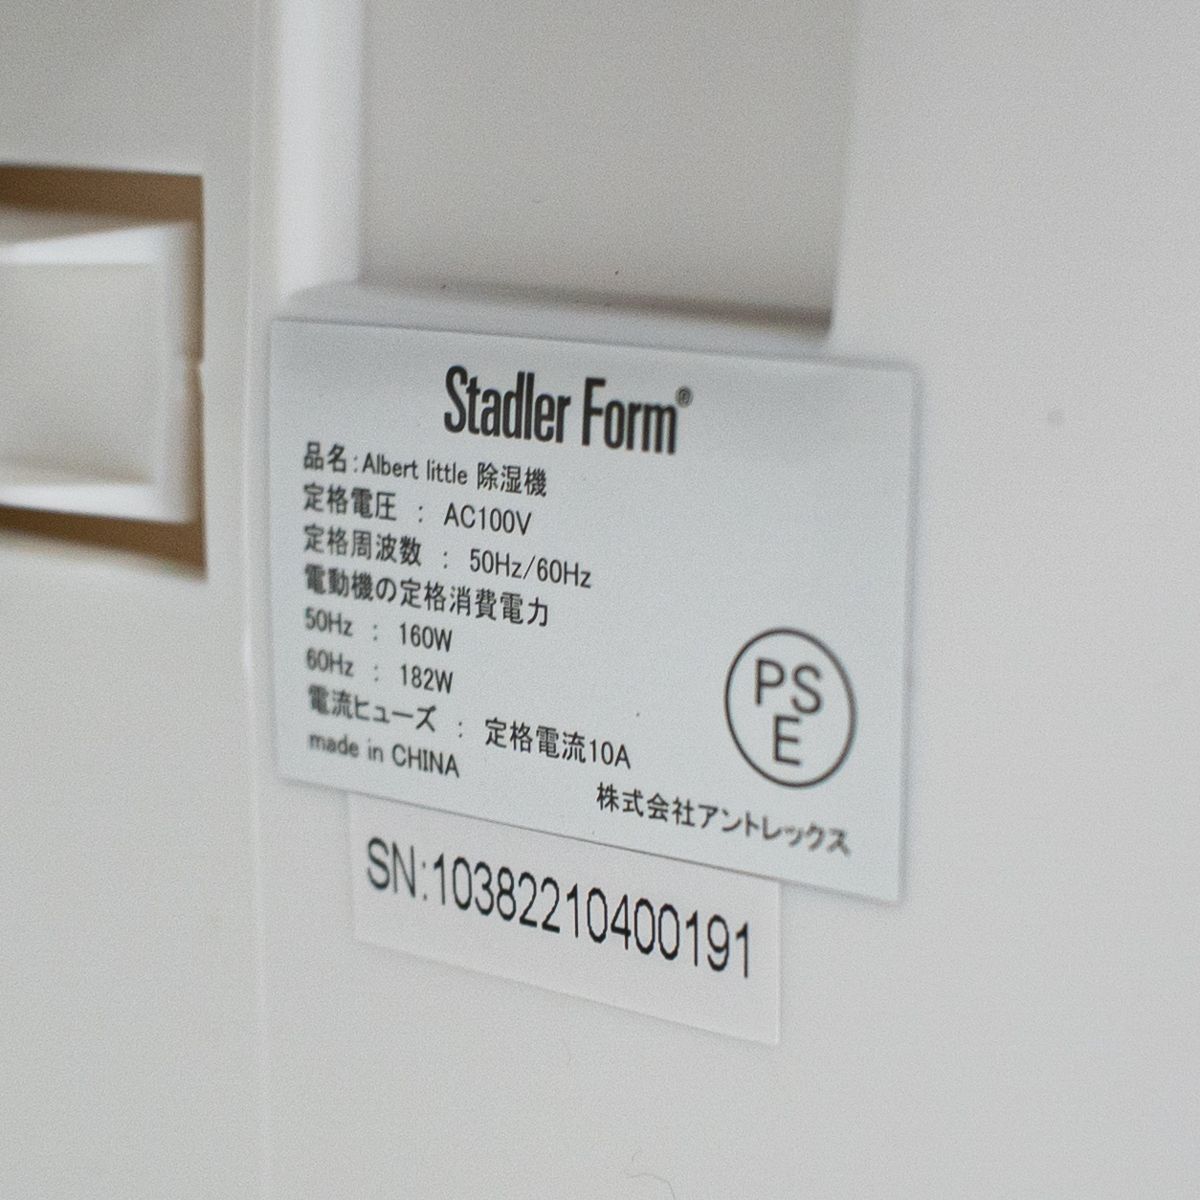 Stadler Form®
品名:Albert little 除湿機
定格電圧 : AC100V
定格周波数 : 50Hz/60Hz
電動機の定格消費電力
50Hz : 160W
60Hz : 182W
電流ヒューズ : 定格電流10A
made in CHINA
PS
E
株式会社アントレックス
SN:10382210400191